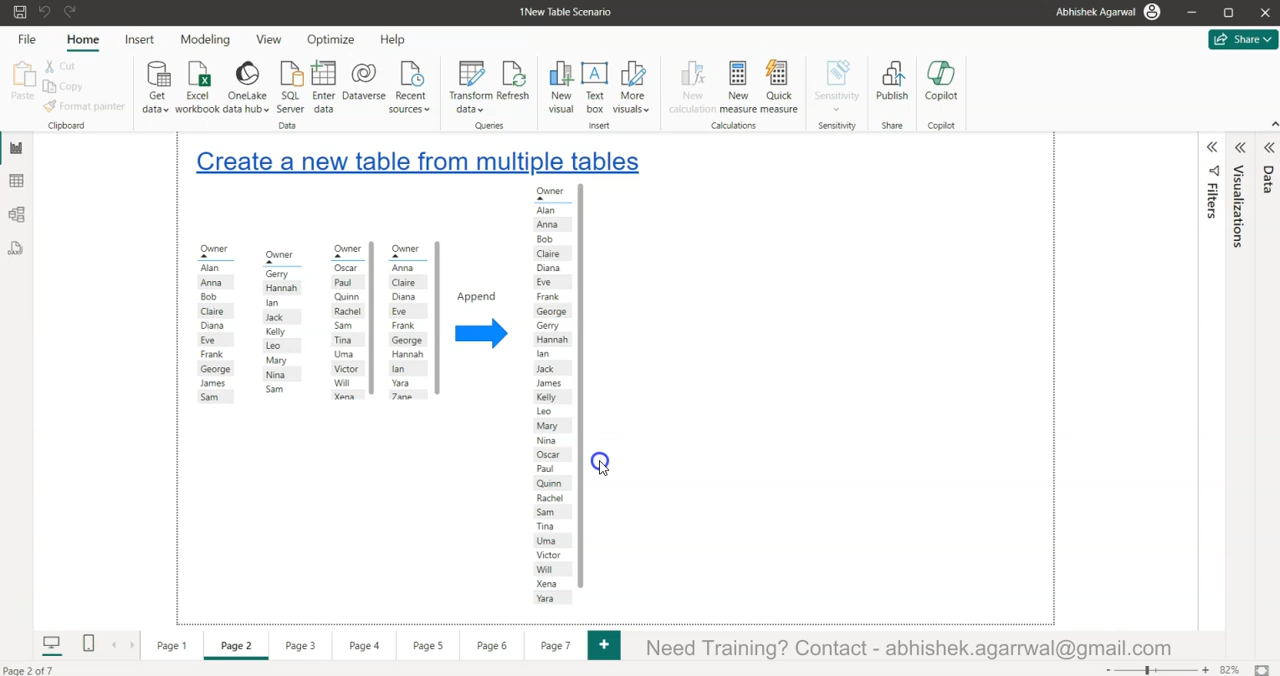 1New Table Scenario
Abhishek Agarwal
File Home Insert Modeling View Optimize Help
Share
Paste
Cut
Copy
Format painter
Clipboard
Get data
Excel workbook
OneLake data hub
SQL Server
Enter data
Dataverse
Recent sources
Data
Transform data
Refresh
Queries
New visual
Text box
More visuals
Insert
New calculation
New measure
Quick measure
Calculations
Sensitivity
Sensitivity
Publish
Share
Copilot
Copilot
Create a new table from multiple tables
Owner
Alan
Anna
Bob
Claire
Diana
Eve
Frank
George
James
Sam
Owner
Gerry
Hannah
Ian
Jack
Kelly
Leo
Mary
Nina
Sam
Owner
Oscar
Paul
Quinn
Rachel
Sam
Tina
Uma
Victor
Will
Xena
Owner
Anna
Claire
Diana
Eve
Frank
George
Hannah
Ian
Yara
Zane
Append
Owner
Alan
Anna
Bob
Claire
Diana
Eve
Frank
George
Gerry
Hannah
Ian
Jack
James
Kelly
Leo
Mary
Nina
Oscar
Paul
Quinn
Rachel
Sam
Tina
Uma
Victor
Will
Xena
Yara
Filters
Visualizations
Data
DAX
Page 1 Page 2 Page 3 Page 4 Page 5 Page 6 Page 7
Need Training? Contact - abhishek.agarrwal@gmail.com
Page 2 of 7
- + 82%